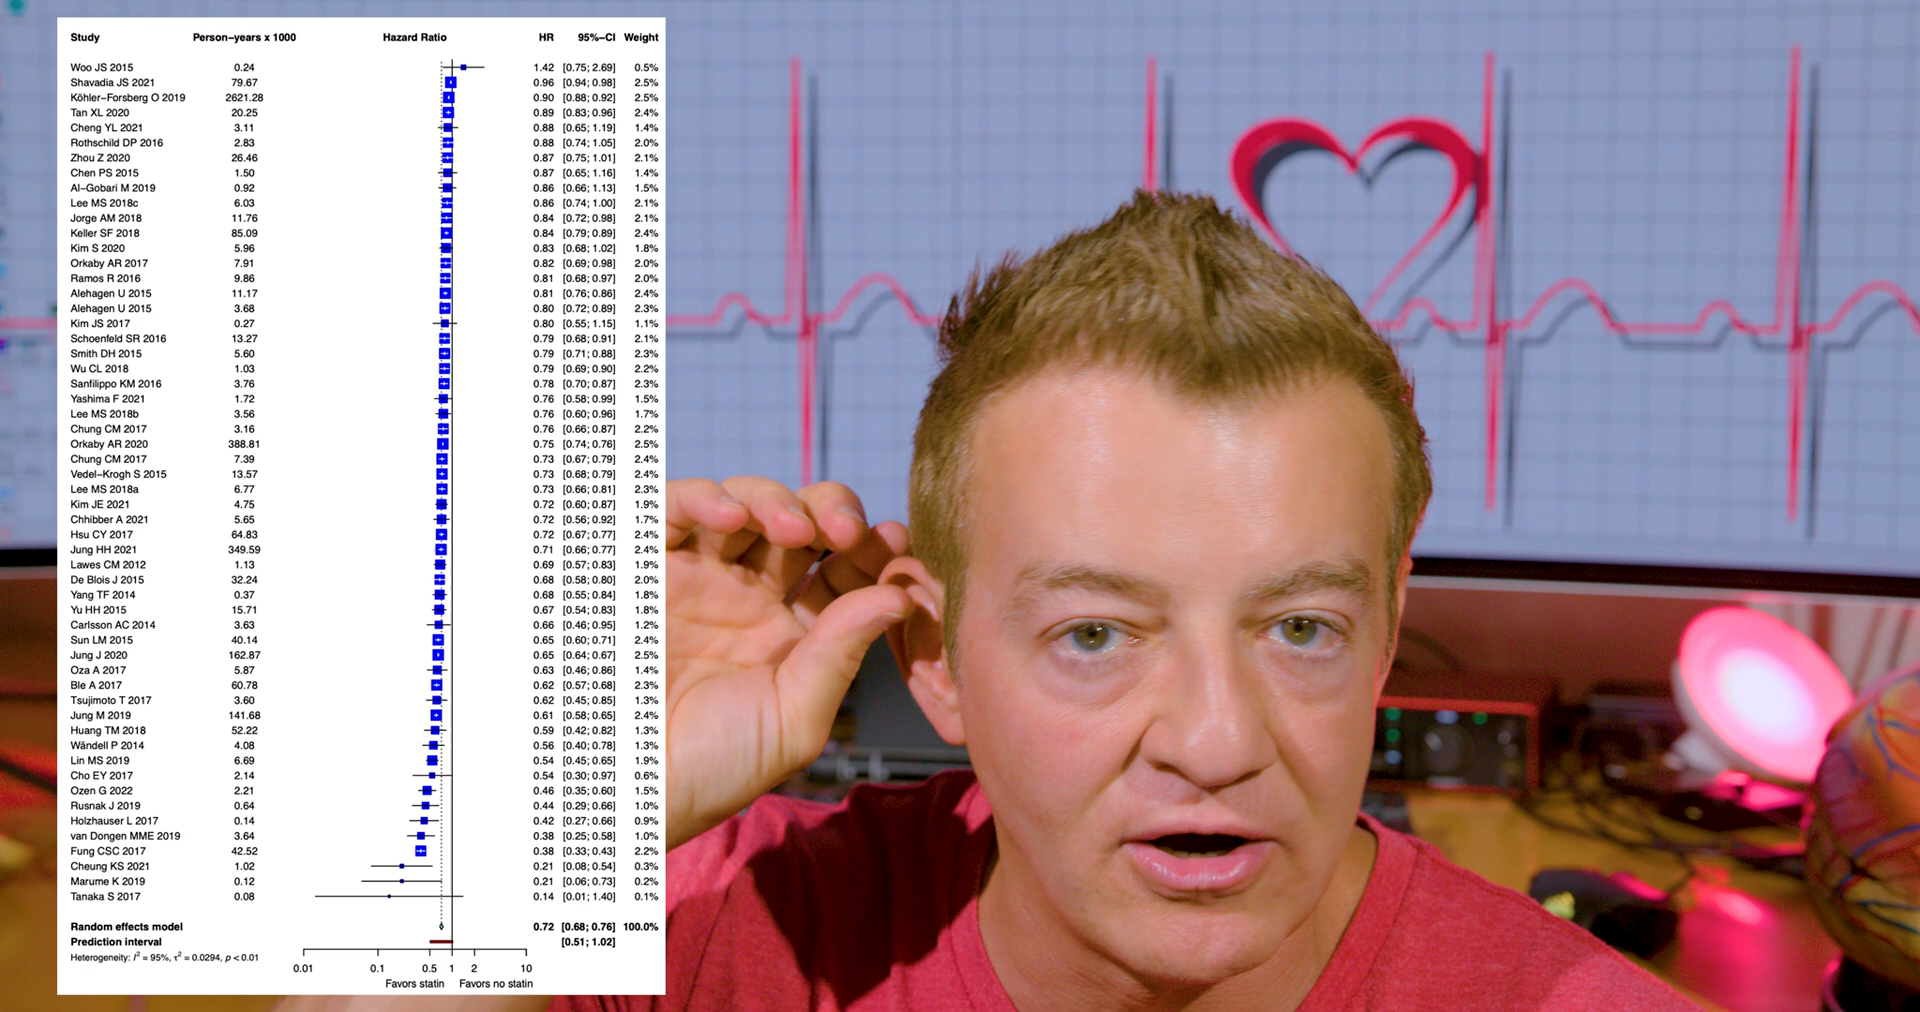 Study Person−years x 1000 Hazard Ratio HR 95%−CI Weight
Woo JS 2015 0.24 1.42 [0.75; 2.69] 0.5%
Shavadia JS 2021 79.67 0.96 [0.94; 0.98] 2.5%
Köhler−Forsberg O 2019 2621.28 0.90 [0.88; 0.92] 2.5%
Tan XL 2020 20.25 0.89 [0.83; 0.96] 2.4%
Cheng YL 2021 3.11 0.88 [0.65; 1.19] 1.4%
Rothschild DP 2016 2.83 0.88 [0.74; 1.05] 2.0%
Zhou Z 2020 26.46 0.87 [0.75; 1.01] 2.1%
Chen PS 2015 1.50 0.87 [0.65; 1.16] 1.4%
Al−Gobari M 2019 0.92 0.86 [0.66; 1.13] 1.5%
Lee MS 2018c 6.03 0.86 [0.74; 1.00] 2.1%
Jorge AM 2018 11.76 0.84 [0.72; 0.98] 2.1%
Keller SF 2018 85.09 0.84 [0.79; 0.89] 2.4%
Kim S 2020 5.96 0.83 [0.68; 1.02] 1.8%
Orkaby AR 2017 7.91 0.82 [0.69; 0.98] 2.0%
Ramos R 2016 9.86 0.81 [0.68; 0.97] 2.0%
Alehagen U 2015 11.17 0.81 [0.76; 0.86] 2.4%
Alehagen U 2015 3.68 0.80 [0.72; 0.89] 2.3%
Kim JS 2017 0.27 0.80 [0.55; 1.15] 1.1%
Schoenfeld SR 2016 13.27 0.79 [0.68; 0.91] 2.1%
Smith DH 2015 5.60 0.79 [0.71; 0.88] 2.3%
Wu CL 2018 1.03 0.79 [0.69; 0.90] 2.2%
Sanfilippo KM 2016 3.76 0.78 [0.70; 0.87] 2.3%
Yashima F 2021 1.72 0.76 [0.58; 0.99] 1.5%
Lee MS 2018b 3.56 0.76 [0.60; 0.96] 1.7%
Chung CM 2017 3.16 0.76 [0.66; 0.87] 2.2%
Orkaby AR 2020 388.81 0.75 [0.74; 0.76] 2.5%
Chung CM 2017 7.39 0.73 [0.67; 0.79] 2.4%
Vedel−Krogh S 2015 13.57 0.73 [0.68; 0.79] 2.4%
Lee MS 2018a 6.77 0.73 [0.66; 0.81] 2.3%
Kim JE 2021 4.75 0.72 [0.60; 0.87] 1.9%
Chhibber A 2021 5.65 0.72 [0.56; 0.92] 1.7%
Hsu CY 2017 64.83 0.72 [0.67; 0.77] 2.4%
Jung HH 2021 349.59 0.71 [0.66; 0.77] 2.4%
Lawes CM 2012 1.13 0.69 [0.57; 0.83] 1.9%
De Blois J 2015 32.24 0.68 [0.58; 0.80] 2.0%
Yang TF 2014 0.37 0.68 [0.55; 0.84] 1.8%
Yu HH 2015 15.71 0.67 [0.54; 0.83] 1.8%
Carlsson AC 2014 3.63 0.66 [0.46; 0.95] 1.2%
Sun LM 2015 40.14 0.65 [0.60; 0.71] 2.4%
Jung J 2020 162.87 0.65 [0.64; 0.67] 2.5%
Oza A 2017 5.87 0.63 [0.46; 0.86] 1.4%
Ble A 2017 60.78 0.62 [0.57; 0.68] 2.3%
Tsujimoto T 2017 3.60 0.62 [0.45; 0.85] 1.3%
Jung M 2019 141.68 0.61 [0.58; 0.65] 2.4%
Huang TM 2018 52.22 0.59 [0.42; 0.82] 1.3%
Wändell P 2014 4.08 0.56 [0.40; 0.78] 1.3%
Lin MS 2019 6.69 0.54 [0.45; 0.65] 1.9%
Cho EY 2017 2.14 0.54 [0.30; 0.97] 0.6%
Ozen G 2022 2.21 0.46 [0.35; 0.60] 1.5%
Rusnak J 2019 0.64 0.44 [0.29; 0.66] 1.0%
Holzhauser L 2017 0.14 0.42 [0.27; 0.66] 0.9%
van Dongen MME 2019 3.64 0.38 [0.25; 0.58] 1.0%
Fung CSC 2017 42.52 0.38 [0.33; 0.43] 2.2%
Cheung KS 2021 1.02 0.21 [0.08; 0.54] 0.3%
Marume K 2019 0.12 0.21 [0.06; 0.73] 0.2%
Tanaka S 2017 0.08 0.14 [0.01; 1.40] 0.1%
Random effects model 0.72 [0.68; 0.76] 100.0%
Prediction interval [0.51; 1.02]
Heterogeneity: I² = 95%, τ² = 0.0294, p < 0.01
0.01 0.1 0.5 1 2 10
Favors statin Favors no statin